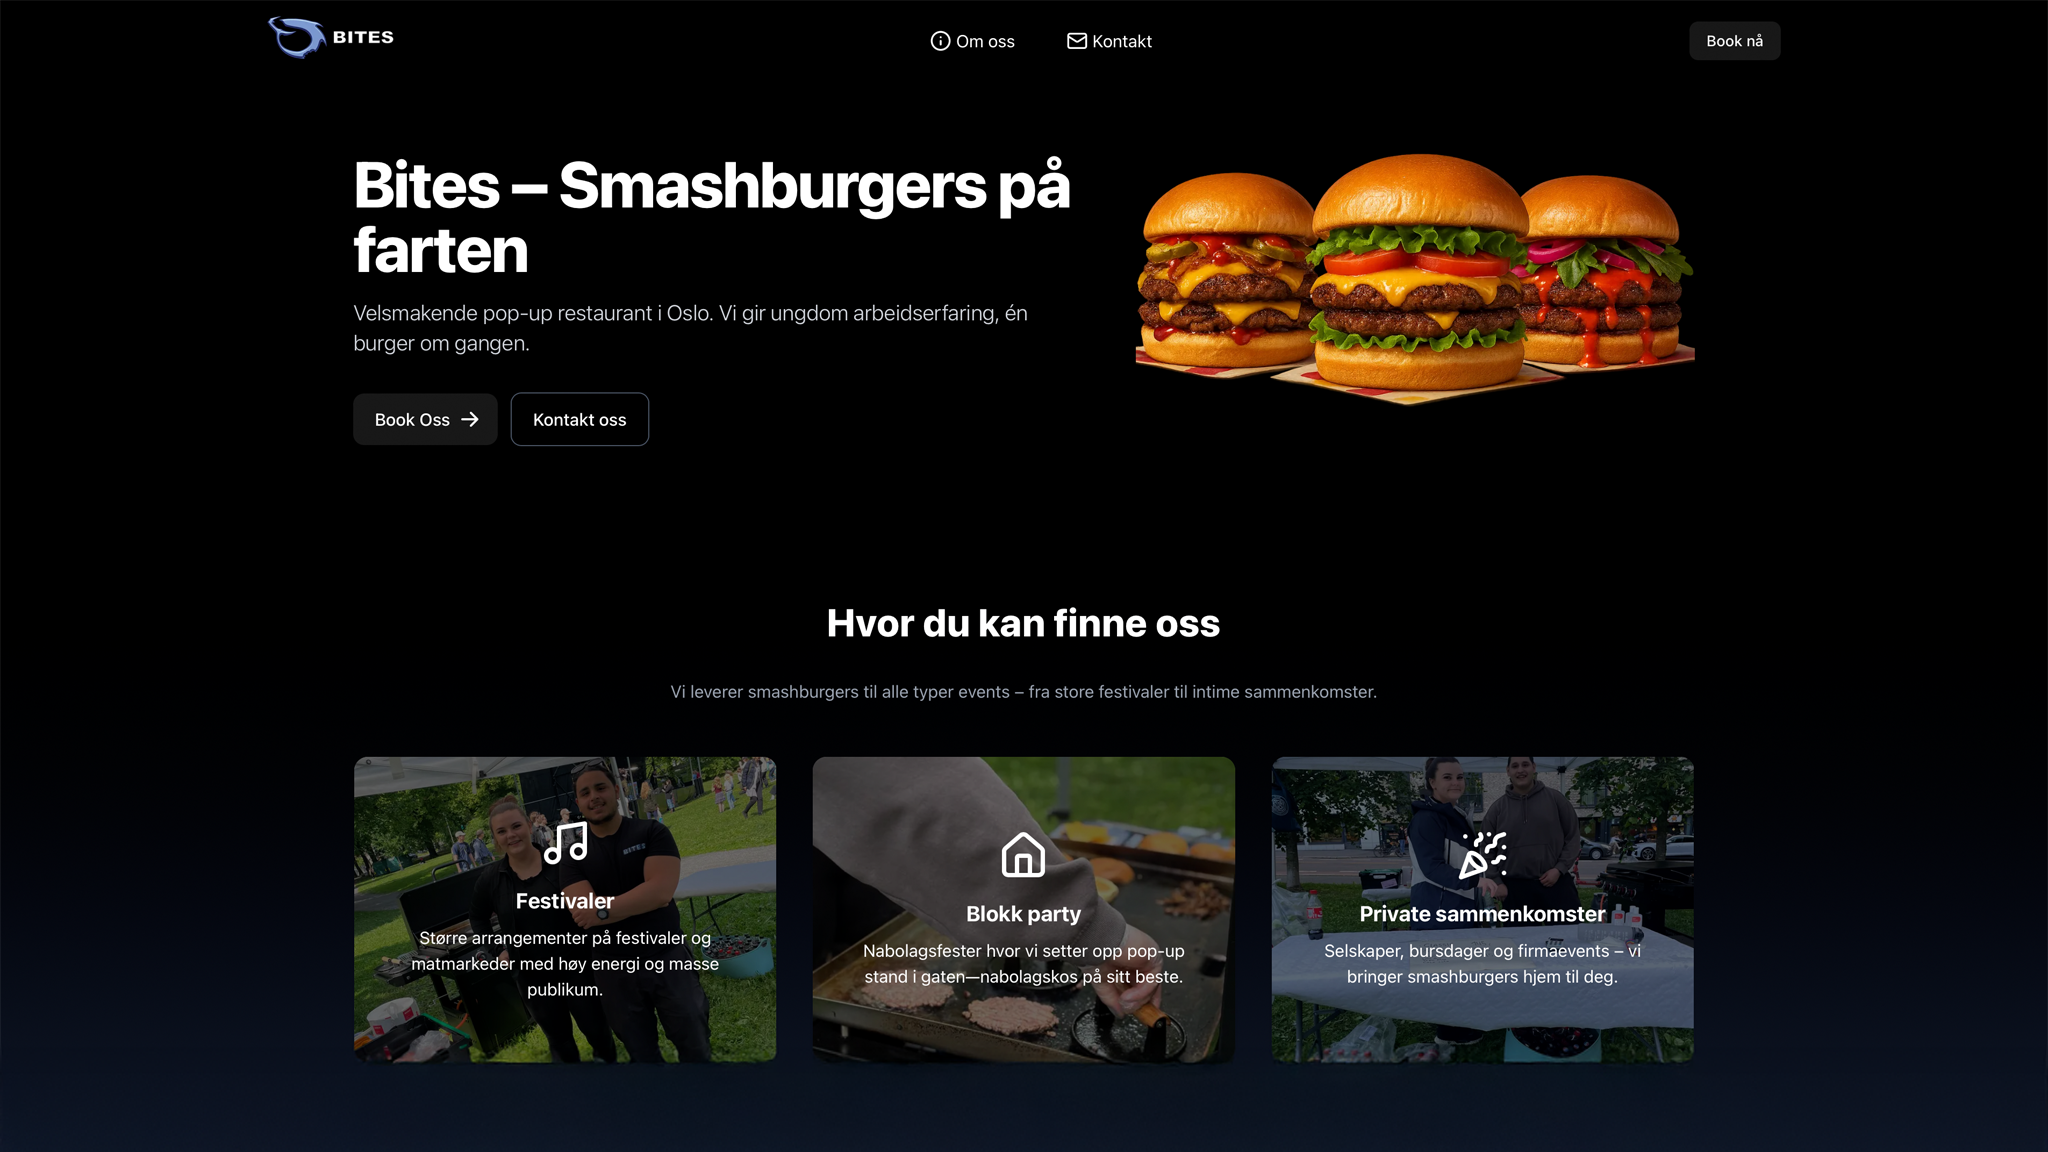 BITES
Om oss
Kontakt
Book nå
Bites – Smashburgers på
farten
Velsmakende pop-up restaurant i Oslo. Vi gir ungdom arbeidserfaring, én
burger om gangen.
Book Oss
Kontakt oss
Hvor du kan finne oss
Vi leverer smashburgers til alle typer events – fra store festivaler til intime sammenkomster.
BITES
Festivaler
Større arrangementer på festivaler og
matmarkeder med høy energi og masse
publikum.
Blokk party
Nabolagsfester hvor vi setter opp pop-up
stand i gaten—nabolagskos på sitt beste.
Private sammenkomster
Selskaper, bursdager og firmaevents – vi
bringer smashburgers hjem til deg.